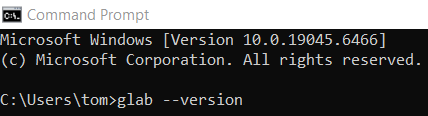 Command Prompt
Microsoft Windows [Version 10.0.19045.6466]
(c) Microsoft Corporation. All rights reserved.
C:\Users\tom>glab --version